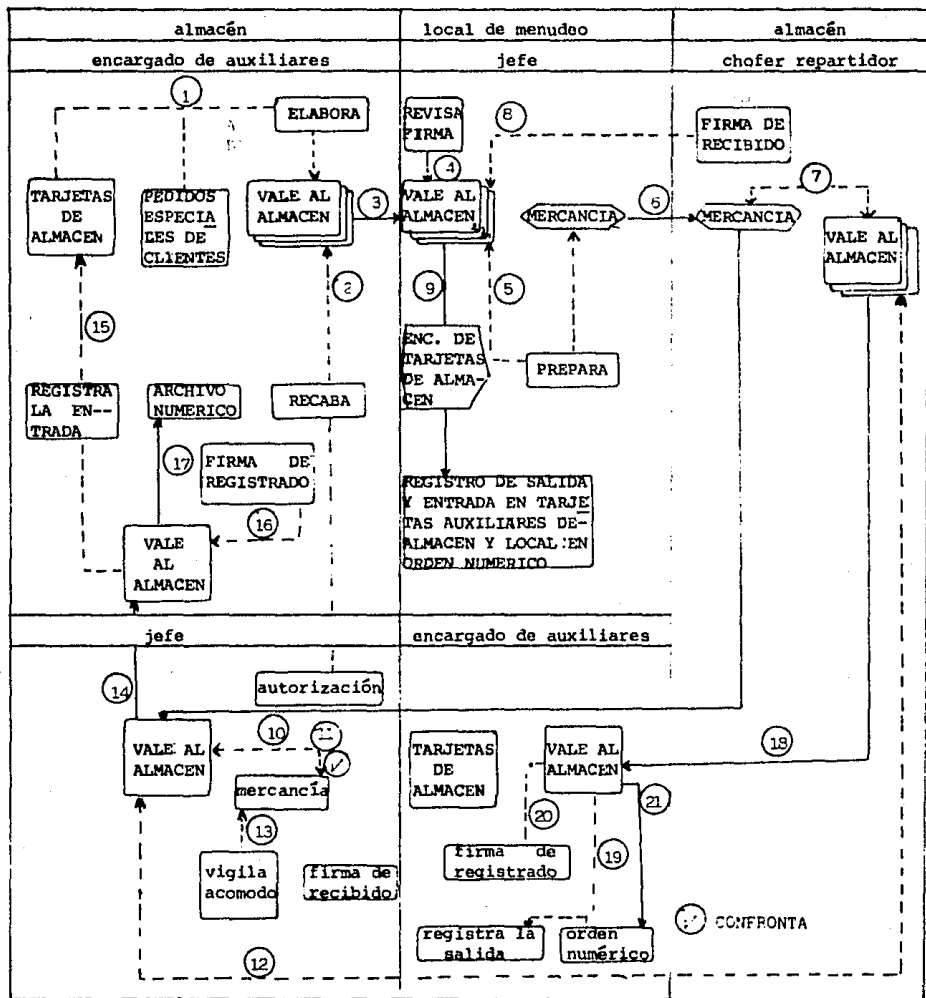 almacén
local de menudeo
almacén
encargado de auxiliares
jefe
chofer repartidor
1
ELABORA
REVISA
FIRMA
8
FIRMA DE
RECIBIDO
TARJETAS
DE
ALMACEN
PEDIDOS
ESPECIA
LES DE
CLIENTES
VALE AL
ALMACEN
3
4
VALE AL
ALMACEN
MERCANCIA
6
MERCANCIA
7
VALE AL
ALMACEN
2
9
5
15
ENC. DE
TARJETAS
DE ALMA-
CEN
PREPARA
REGISTRA
LA EN--
TRADA
ARCHIVO
NUMERICO
RECABA
17
FIRMA DE
REGISTRADO
16
REGISTRO DE SALIDA
Y ENTRADA EN TARJE
TAS AUXILIARES DE-
ALMACEN Y LOCAL:EN
ORDEN NUMERICO
VALE
AL
ALMACEN
jefe
encargado de auxiliares
14
autorización
VALE AL
ALMACEN
10
11
mercancía
13
vigila
acomodo
firma de
recibido
12
TARJETAS
DE
ALMACEN
VALE AL
ALMACEN
18
20
21
19
firma de
registrado
registra la
salida
orden
numérico
CONFRONTA